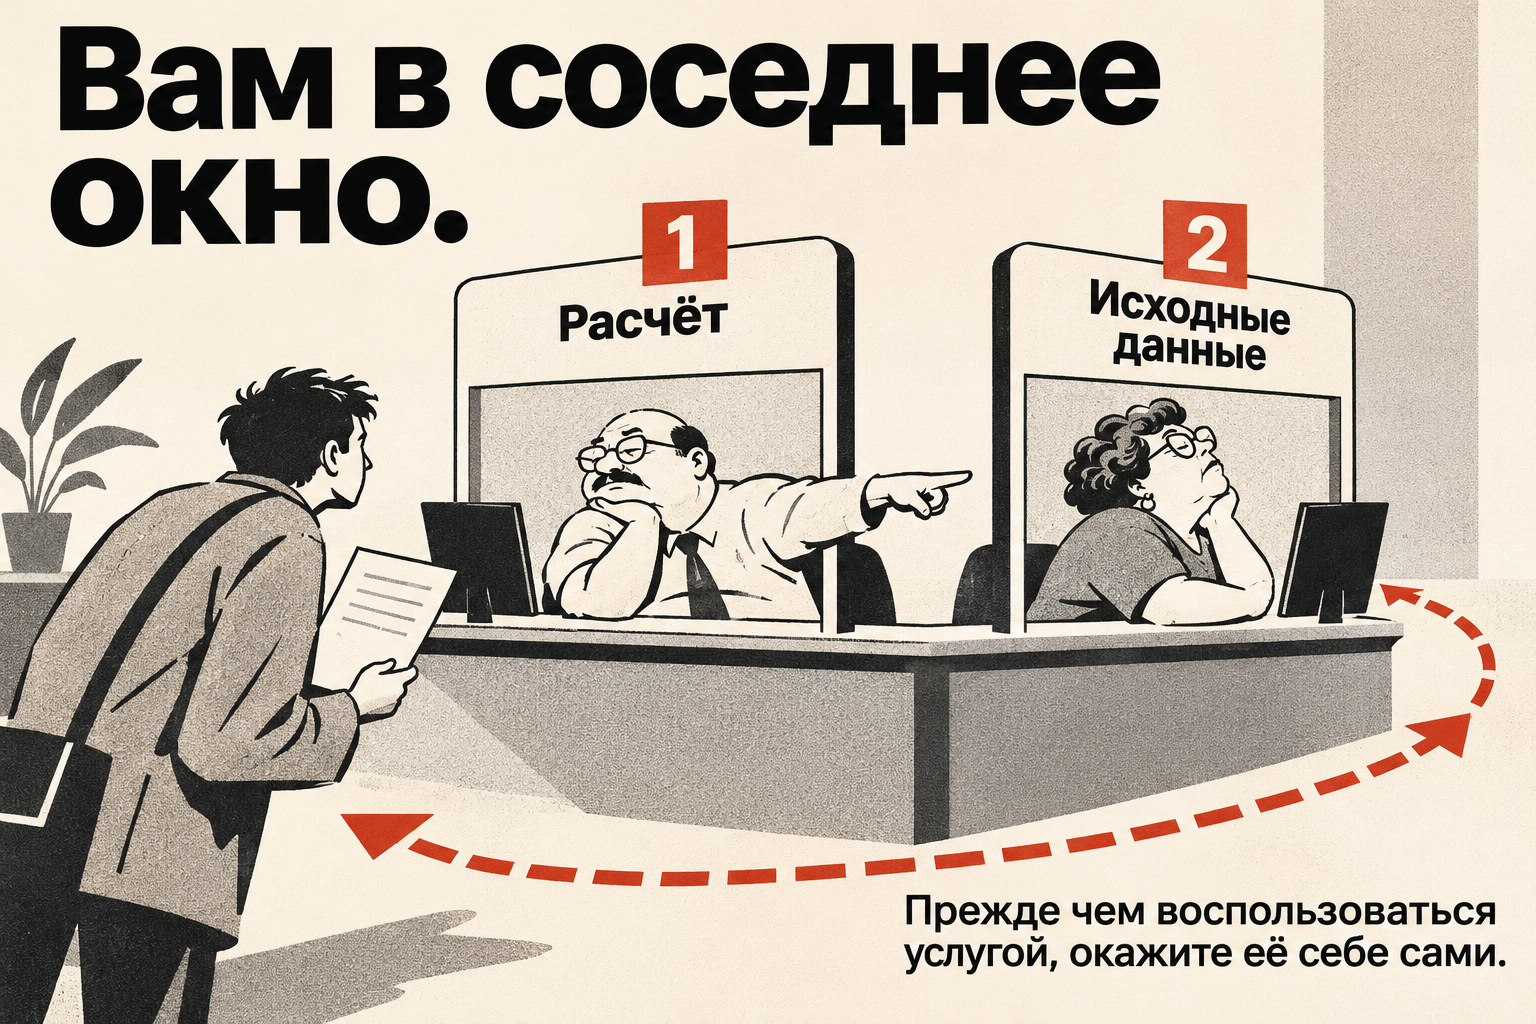 Вам в соседнее
окно.
1
Расчёт
2
Исходные
данные
Прежде чем воспользоваться
услугой, окажите её себе сами.